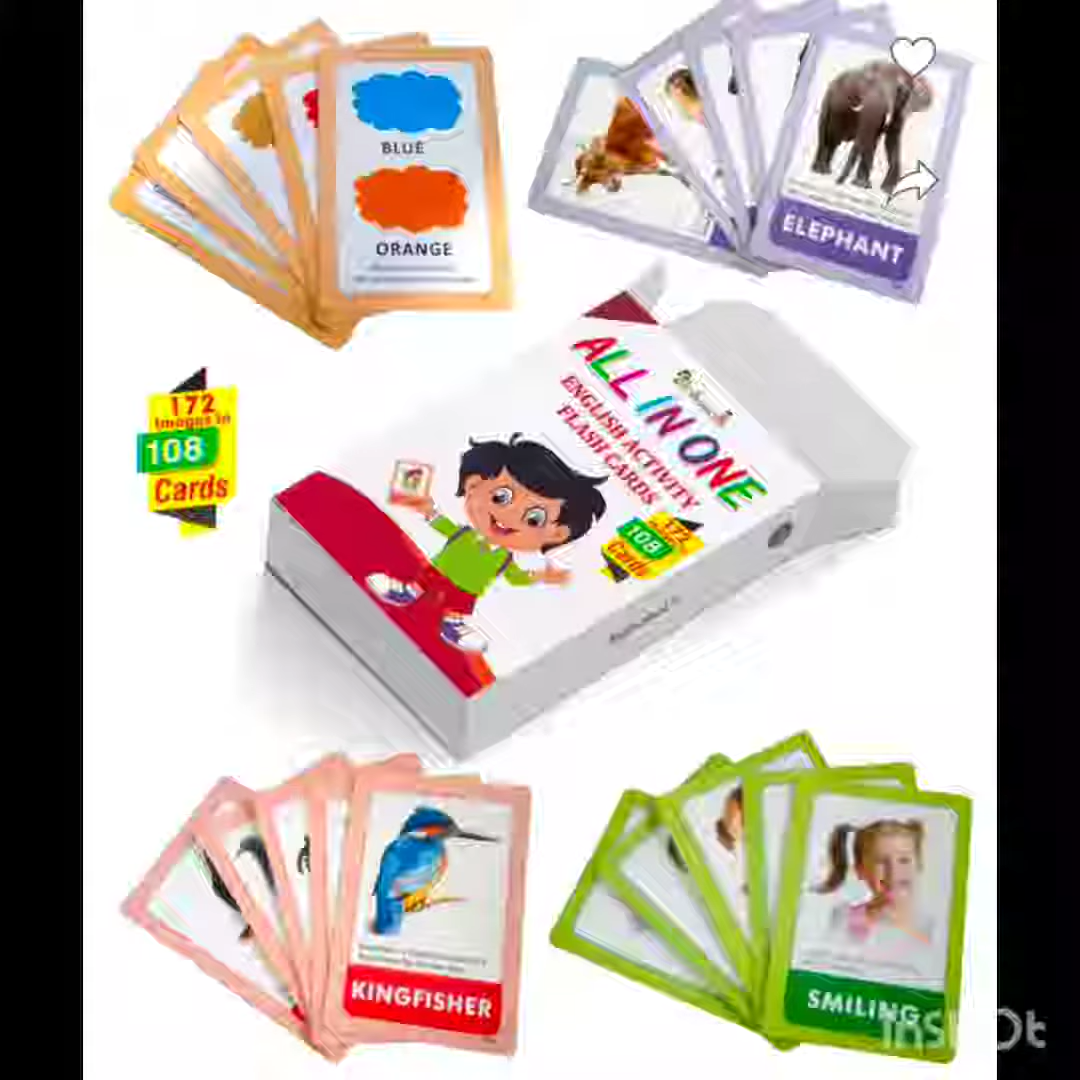 BLUE
ORANGE
ELEPHANT
172
Images in
108
Cards
ALL IN ONE
ENGLISH ACTIVITY
FLASH CARDS
172
108
Cards
KINGFISHER
SMILING
InShOt